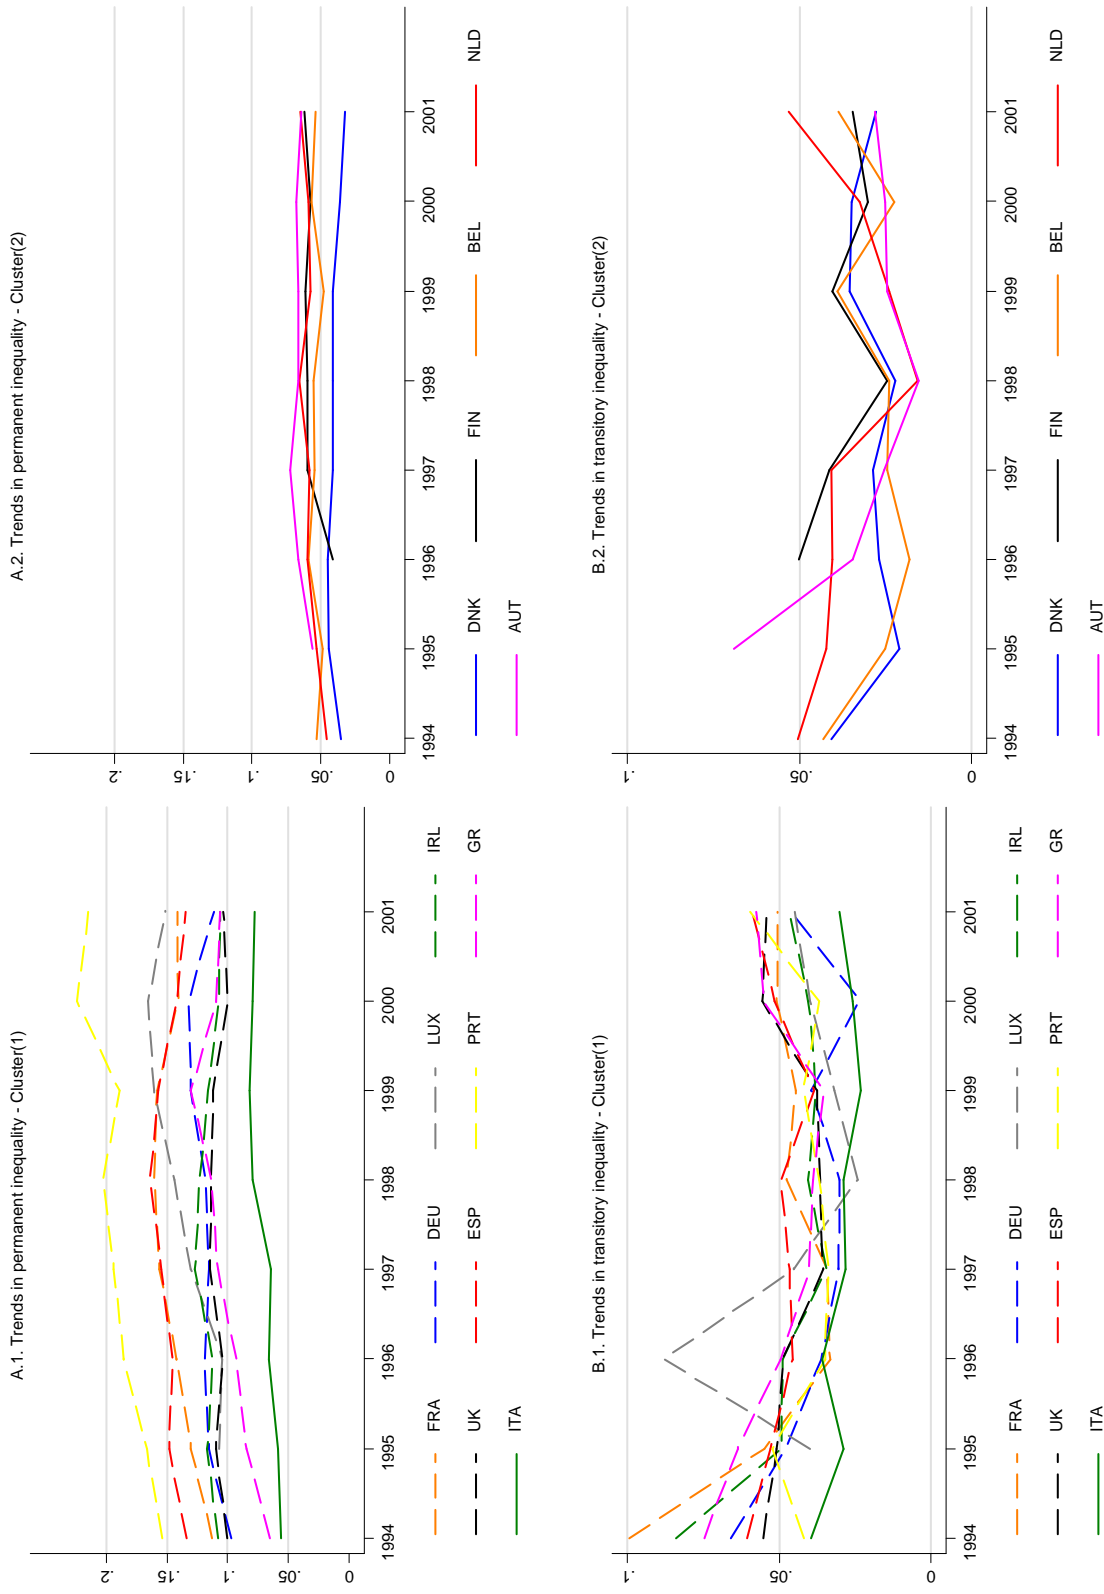 A.1. Trends in permanent inequality - Cluster(1)
.2
.15
.1
.05
0
1994 1995 1996 1997 1998 1999 2000 2001
FRA DEU LUX IRL
UK ESP PRT GR
ITA
A.2. Trends in permanent inequality - Cluster(2)
.2
.15
.1
.05
0
1994 1995 1996 1997 1998 1999 2000 2001
DNK FIN BEL NLD
AUT
B.1. Trends in transitory inequality - Cluster(1)
.1
.05
0
1994 1995 1996 1997 1998 1999 2000 2001
FRA DEU LUX IRL
UK ESP PRT GR
ITA
B.2. Trends in transitory inequality - Cluster(2)
.1
.05
0
1994 1995 1996 1997 1998 1999 2000 2001
DNK FIN BEL NLD
AUT